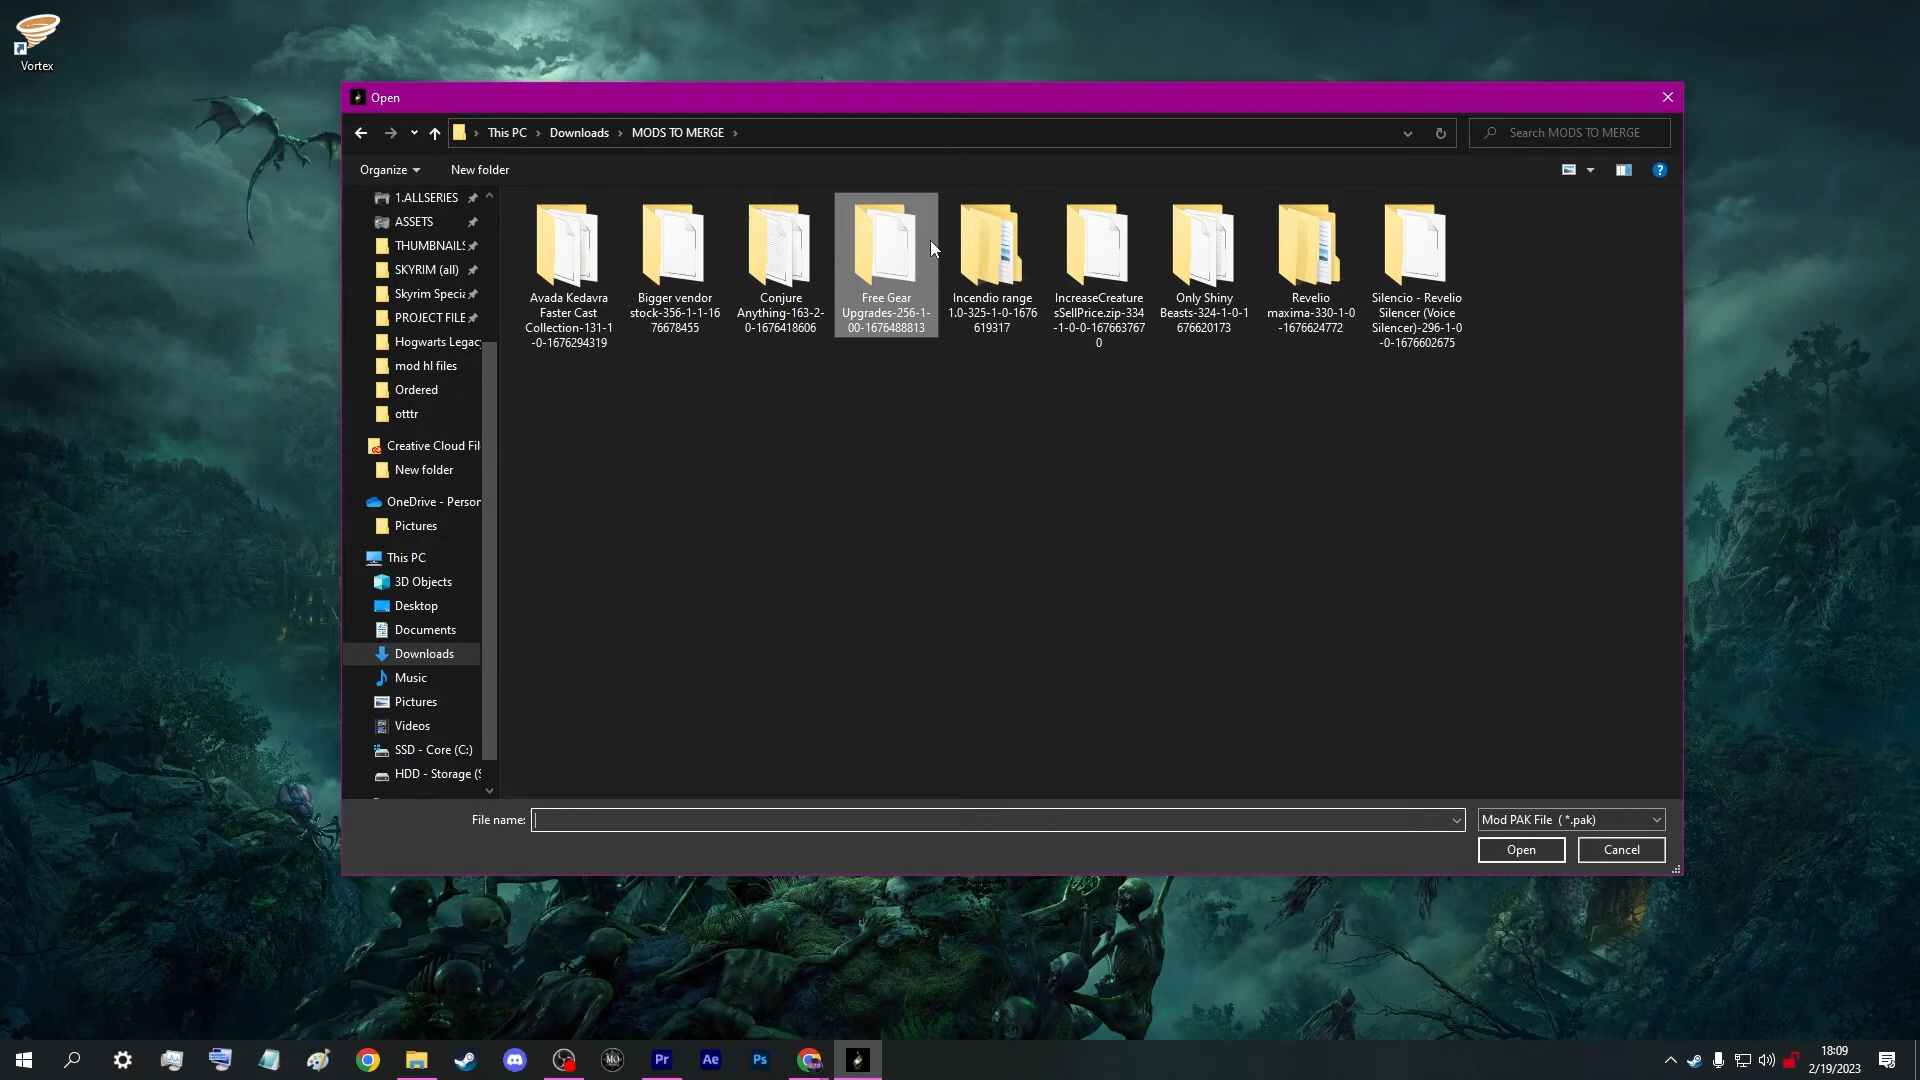 Vortex
Open
This PC
Downloads
MODS TO MERGE
Search MODS TO MERGE
Organize
New folder
1.ALLSERIES
ASSETS
THUMBNAILS
SKYRIM (all)
Skyrim Specia
PROJECT FILE
Hogwarts Legac
mod hl files
Ordered
otttr
Creative Cloud Fil
New folder
OneDrive - Person
Pictures
This PC
3D Objects
Desktop
Documents
Downloads
Music
Pictures
Videos
SSD - Core (C:)
HDD - Storage (S
Avada Kedavra
Faster Cast
Collection-131-1
-0-1676294319
Bigger vendor
stock-356-1-1-16
76678455
Conjure
Anything-163-2-
0-1676418606
Free Gear
Upgrades-256-1-
00-1676488813
Incendio range
1.0-325-1-0-1676
619317
IncreaseCreature
sSellPrice.zip-334
-1-0-0-167663767
0
Only Shiny
Beasts-324-1-0-1
676620173
Revelio
maxima-330-1-0
-1676624772
Silencio - Revelio
Silencer (Voice
Silencer)-296-1-0
-0-1676602675
File name:
Mod PAK File (*.pak)
Open
Cancel
MO
Pr
Ae
Ps
18:09
2/19/2023